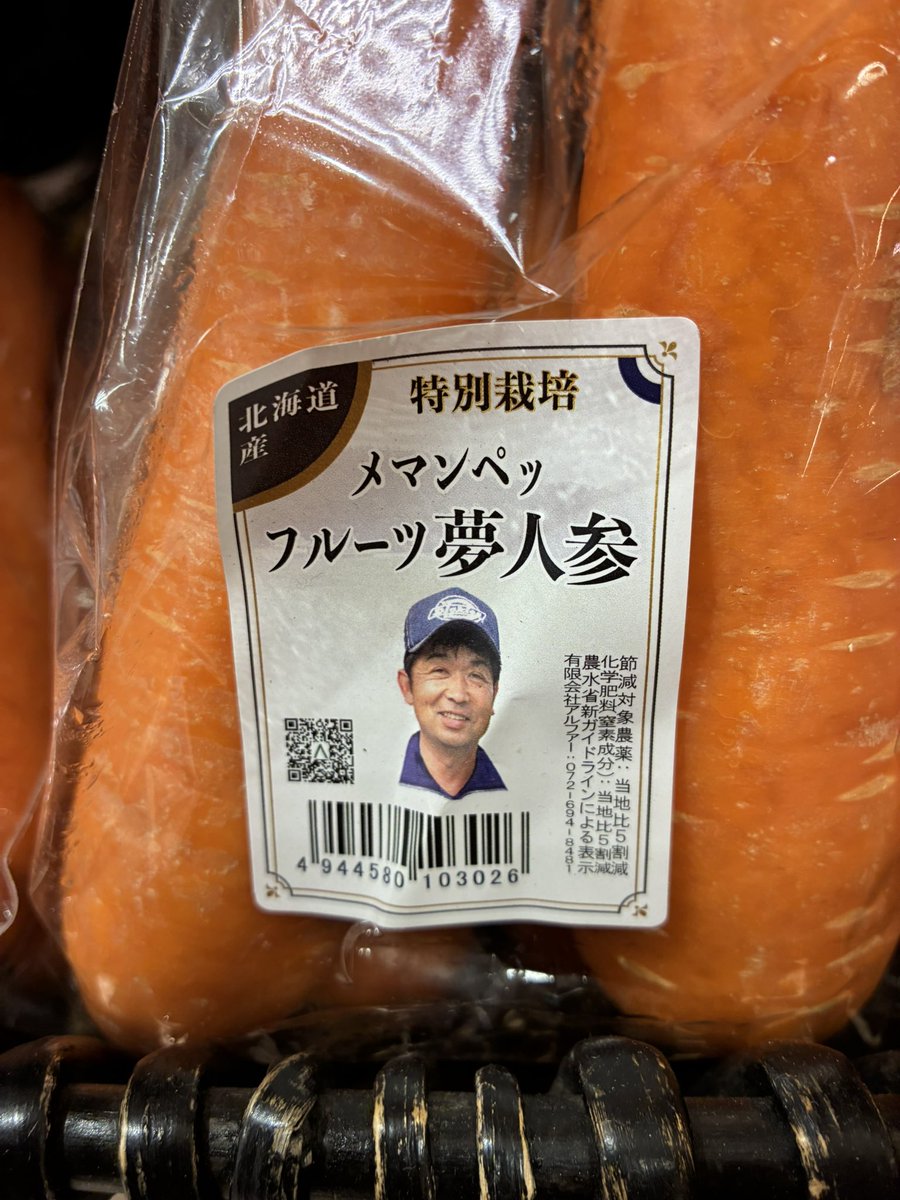 北海道
産
特別栽培
メマンペッ
フルーツ夢人参
節減対象農薬：当地比5割減
化学肥料(窒素成分)：当地比5割減
農水省新ガイドラインによる表示
有限会社アルファー：072-694-8481
4 944580 103026